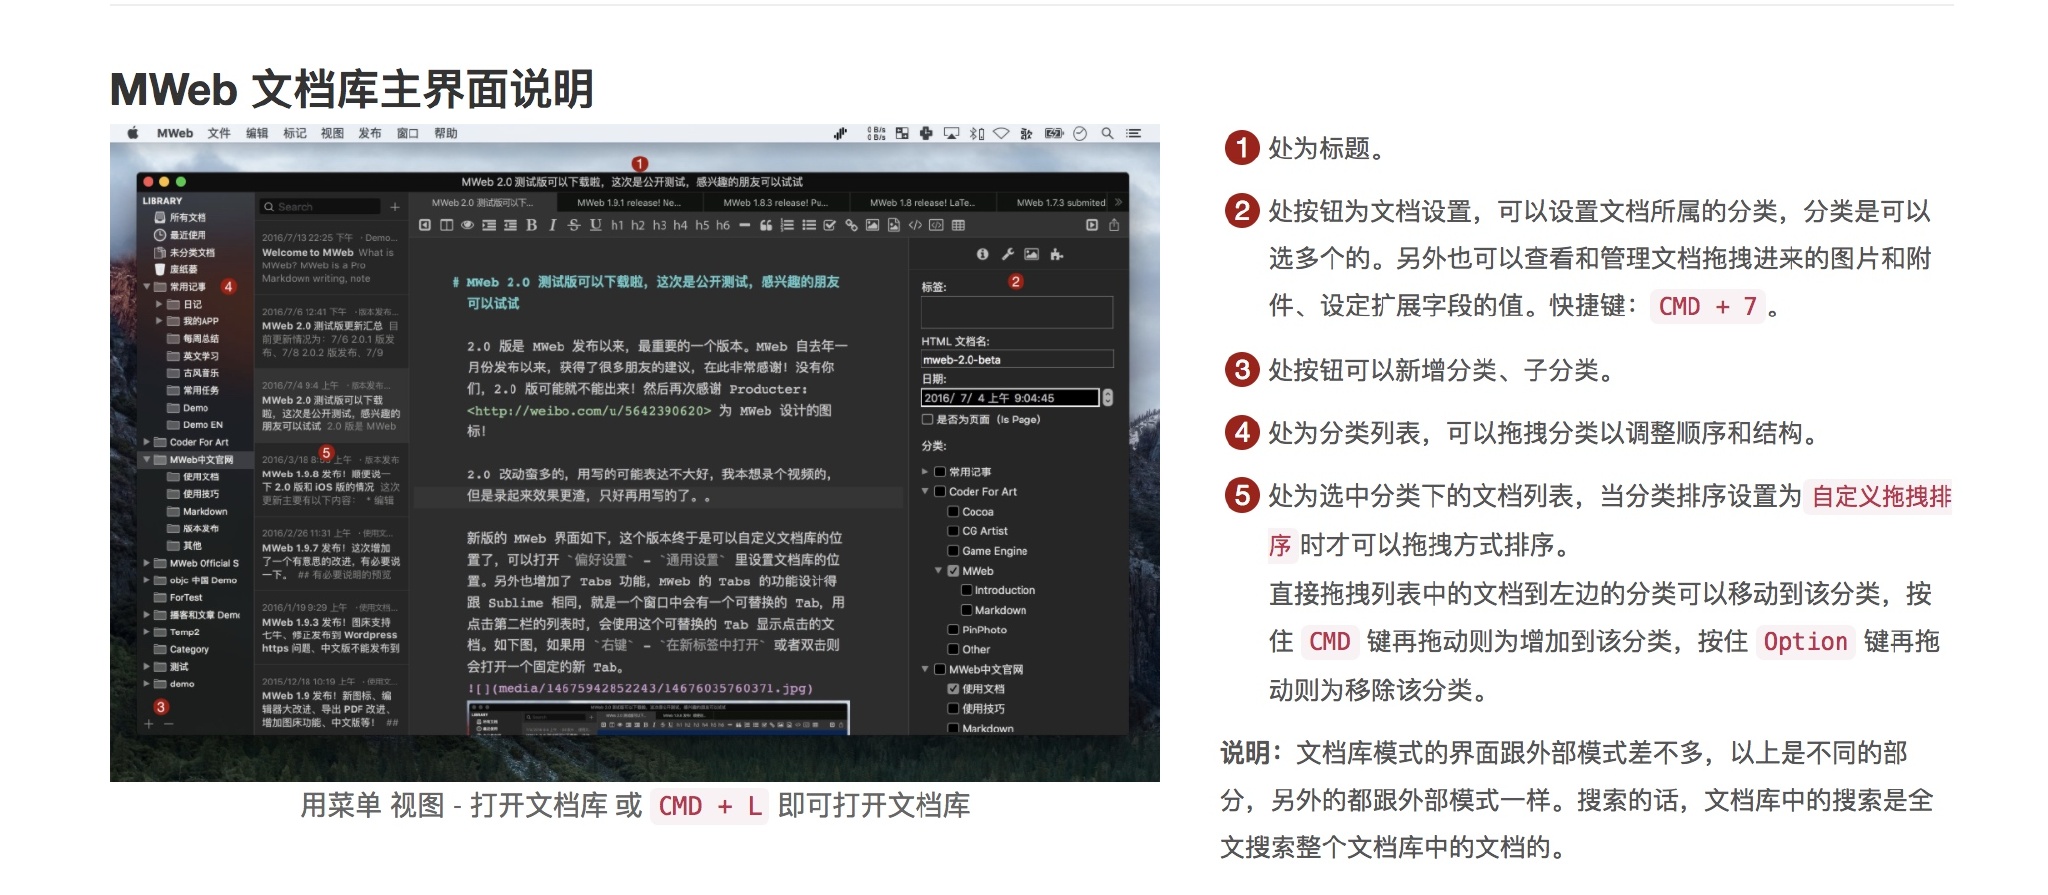 MWeb 文档库主界面说明
MWeb 文件 编辑 标记 视图 发布 窗口 帮助
0 B/s
0 B/s
1
MWeb 2.0 测试版可以下载啦，这次是公开测试，感兴趣的朋友可以试试
LIBRARY
所有文档
最近使用
未分类文档
废纸篓
常用记事 4
日记
我的APP
每周总结
英文学习
古风音乐
常用任务
Demo
Demo EN
Coder For Art
MWeb中文官网
使用文档
使用技巧
Markdown
版本发布
其他
MWeb Official S
objc 中国 Demo
ForTest
播客和文章 Demo
Temp2
Category
测试
demo
3
+ −
Search +
2016/7/13 22:25 下午 · Demo...
Welcome to MWeb What is
MWeb? MWeb is a Pro
Markdown writing, note
2016/7/6 12:41 下午 · 版本发布...
MWeb 2.0 测试版更新汇总 目
前更新情况为：7/6 2.0.1 版发
布、7/8 2.0.2 版发布、7/9
2016/7/4 9:4 上午 · 版本发布...
MWeb 2.0 测试版可以下载
啦，这次是公开测试，感兴趣的
朋友可以试试 2.0 版是 MWeb
5
2016/3/18 8: 上午 · 版本发布
MWeb 1.9.8 发布！顺便说一
下 2.0 版和 iOS 版的情况 这次
更新主要有以下内容： * 编辑
2016/2/26 11:31 上午 · 使用文...
MWeb 1.9.7 发布！这次增加
了一个有意思的改进，有必要说
一下。 ## 有必要说明的预览
2016/1/19 9:29 上午 · 使用文档...
MWeb 1.9.3 发布！图床支持
七牛、修正发布到 Wordpress
https 问题、中文版不能发布到
2015/12/18 10:19 上午 · 使用文...
MWeb 1.9 发布！新图标、编
辑器大改进、导出 PDF 改进、
增加图床功能、中文版等！ ##
MWeb 2.0 测试版可以下... MWeb 1.9.1 release! Ne... MWeb 1.8.3 release! Pu... MWeb 1.8 release! LaTe... MWeb 1.7.3 submited
B I S U h1 h2 h3 h4 h5 h6
# MWeb 2.0 测试版可以下载啦，这次是公开测试，感兴趣的朋友
可以试试
2.0 版是 MWeb 发布以来，最重要的一个版本。MWeb 自去年一
月份发布以来，获得了很多朋友的建议，在此非常感谢！没有你
们，2.0 版可能就不能出来！然后再次感谢 Producter：
<http://weibo.com/u/5642390620> 为 MWeb 设计的图
标！
2.0 改动蛮多的，用写的可能表达不大好，我本想录个视频的，
但是录起来效果更渣，只好再用写的了。。
新版的 MWeb 界面如下，这个版本终于是可以自定义文档库的位
置了，可以打开 `偏好设置` - `通用设置` 里设置文档库的位
置。另外也增加了 Tabs 功能，MWeb 的 Tabs 的功能设计得
跟 Sublime 相同，就是一个窗口中会有一个可替换的 Tab，用
点击第二栏的列表时，会使用这个可替换的 Tab 显示点击的文
档。如下图，如果用 `右键` - `在新标签中打开` 或者双击则
会打开一个固定的新 Tab。
![](media/14675942852243/14676035760371.jpg)
2
标签:
HTML 文档名:
mweb-2.0-beta
日期:
2016/ 7/ 4 上午 9:04:45
是否为页面（Is Page）
分类:
常用记事
Coder For Art
Cocoa
CG Artist
Game Engine
MWeb
Introduction
Markdown
PinPhoto
Other
MWeb中文官网
使用文档
使用技巧
Markdown
用菜单 视图 - 打开文档库 或 CMD + L 即可打开文档库
1 处为标题。
2 处按钮为文档设置，可以设置文档所属的分类，分类是可以
选多个的。另外也可以查看和管理文档拖拽进来的图片和附
件、设定扩展字段的值。快捷键：CMD + 7。
3 处按钮可以新增分类、子分类。
4 处为分类列表，可以拖拽分类以调整顺序和结构。
5 处为选中分类下的文档列表，当分类排序设置为 自定义拖拽排
序 时才可以拖拽方式排序。
直接拖拽列表中的文档到左边的分类可以移动到该分类，按
住 CMD 键再拖动则为增加到该分类，按住 Option 键再拖
动则为移除该分类。
说明：文档库模式的界面跟外部模式差不多，以上是不同的部
分，另外的都跟外部模式一样。搜索的话，文档库中的搜索是全
文搜索整个文档库中的文档的。